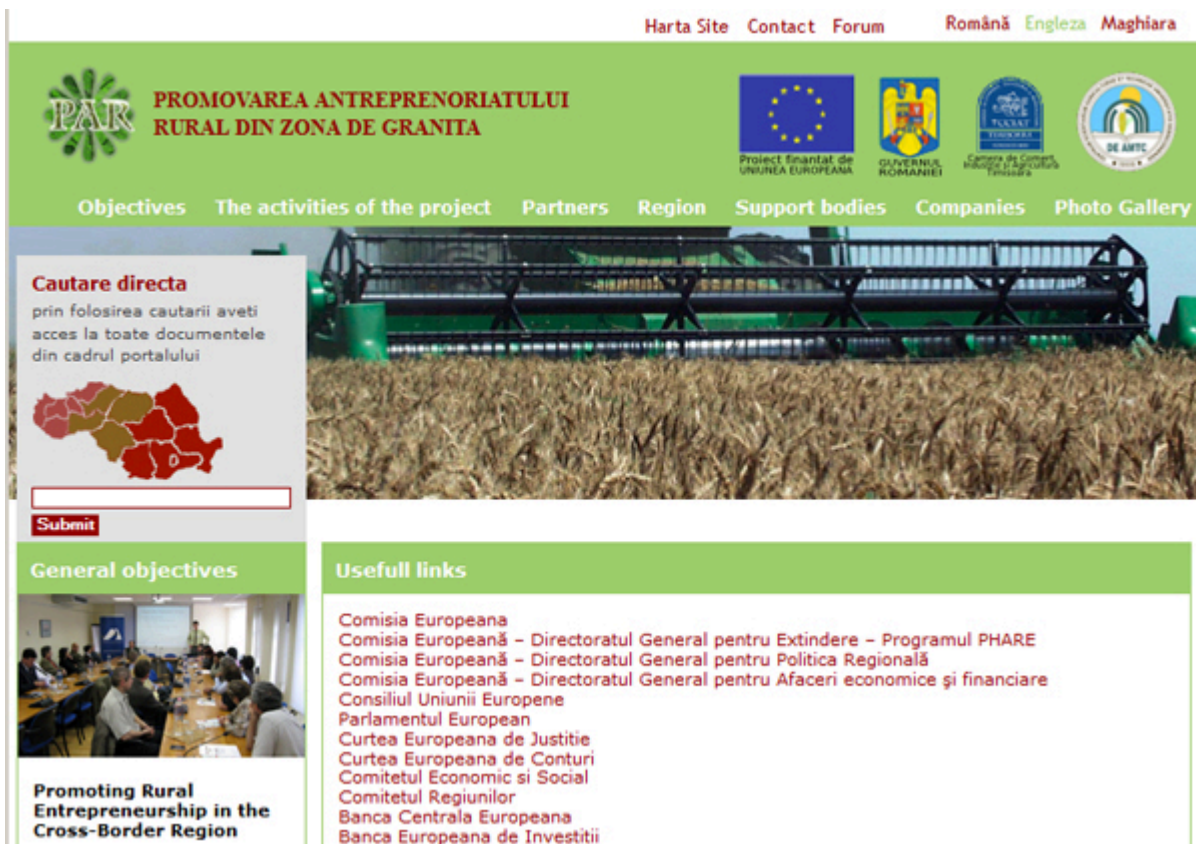 Harta Site Contact Forum Română Engleza Maghiara
PAR
PROMOVAREA ANTREPRENORIATULUI
RURAL DIN ZONA DE GRANITA
Proiect finantat de
UNIUNEA EUROPEANA
GUVERNUL
ROMANIEI
Camera de Comert,
Industrie si Agricultura
Timisoara
DE AMTC
Objectives The activities of the project Partners Region Support bodies Companies Photo Gallery
Cautare directa
prin folosirea cautarii aveti
acces la toate documentele
din cadrul portalului
Submit
General objectives
Promoting Rural
Entrepreneurship in the
Cross-Border Region
Usefull links
Comisia Europeana
Comisia Europeană – Directoratul General pentru Extindere – Programul PHARE
Comisia Europeană – Directoratul General pentru Politica Regională
Comisia Europeană – Directoratul General pentru Afaceri economice şi financiare
Consiliul Uniunii Europene
Parlamentul European
Curtea Europeana de Justitie
Curtea Europeana de Conturi
Comitetul Economic si Social
Comitetul Regiunilor
Banca Centrala Europeana
Banca Europeana de Investitii